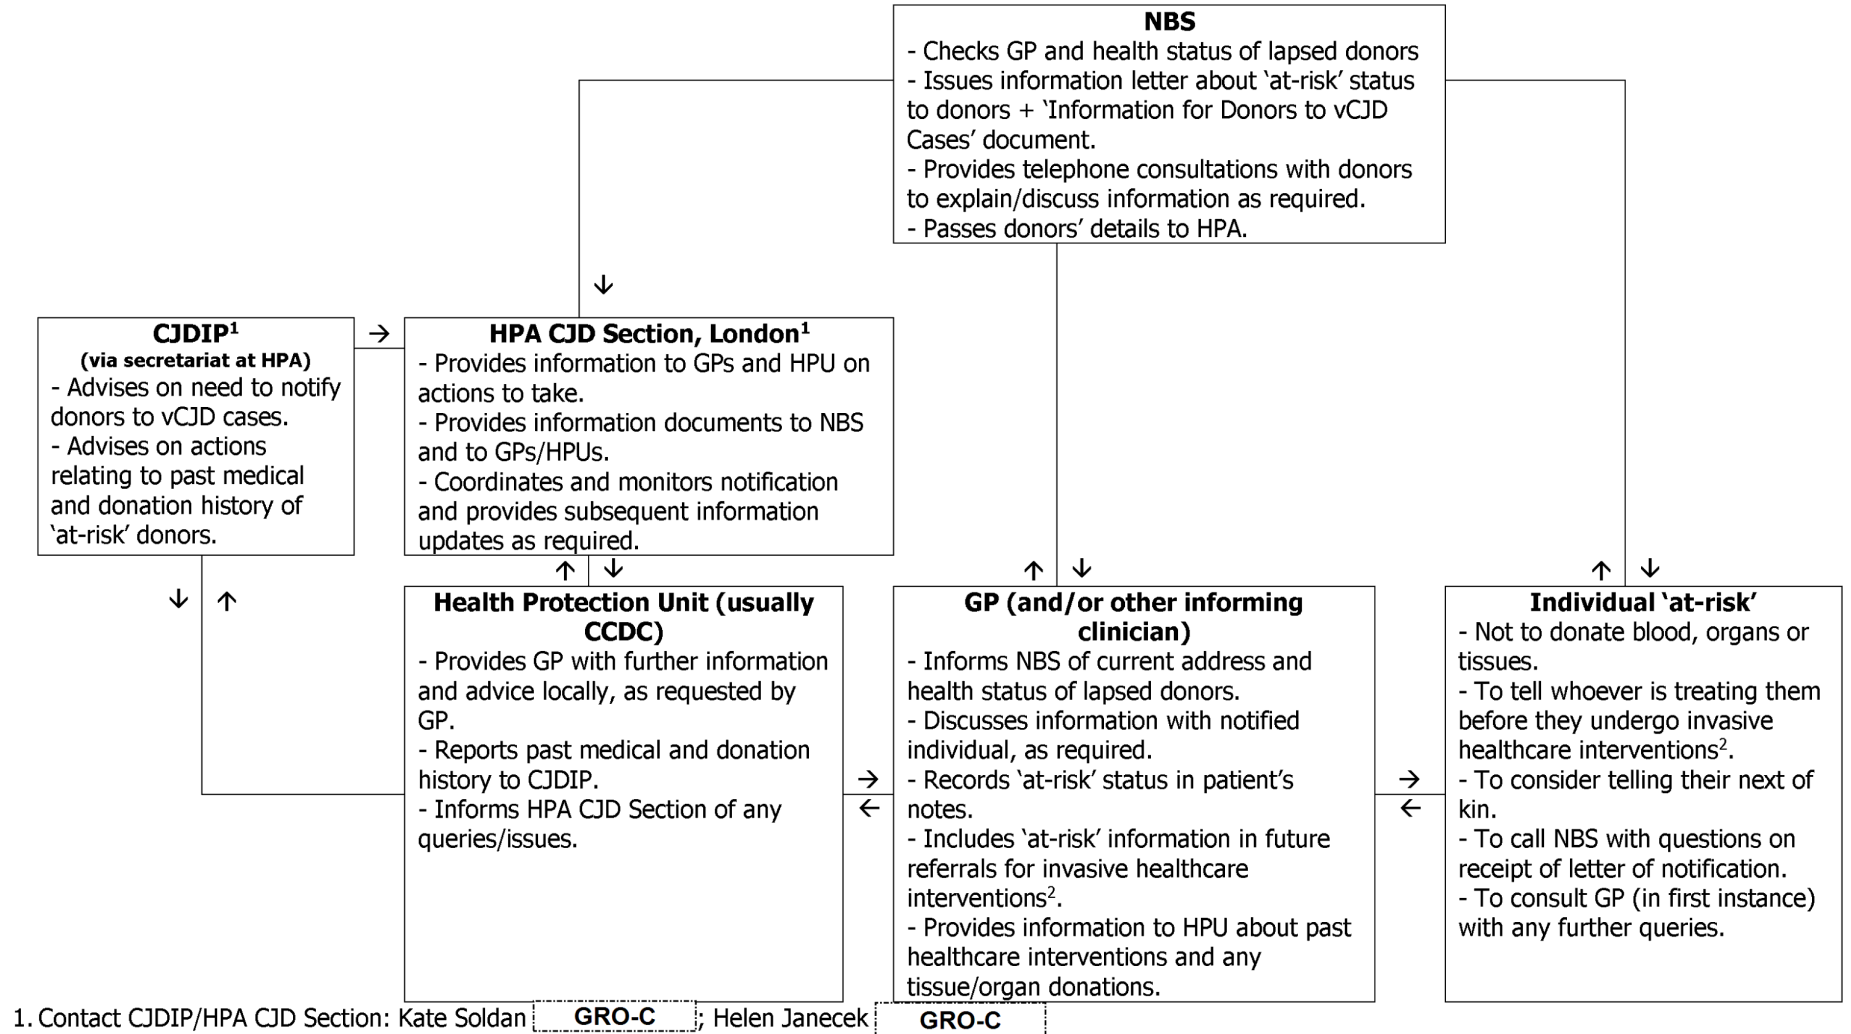 NBS
- Checks GP and health status of lapsed donors
- Issues information letter about ‘at-risk’ status
to donors + ‘Information for Donors to vCJD
Cases’ document.
- Provides telephone consultations with donors
to explain/discuss information as required.
- Passes donors’ details to HPA.
↓
CJDIP¹
(via secretariat at HPA)
- Advises on need to notify
donors to vCJD cases.
- Advises on actions
relating to past medical
and donation history of
‘at-risk’ donors.
→
HPA CJD Section, London¹
- Provides information to GPs and HPU on
actions to take.
- Provides information documents to NBS
and to GPs/HPUs.
- Coordinates and monitors notification
and provides subsequent information
updates as required.
↓ ↑
↑ ↓
↑ ↓
↑ ↓
Health Protection Unit (usually
CCDC)
- Provides GP with further information
and advice locally, as requested by
GP.
- Reports past medical and donation
history to CJDIP.
- Informs HPA CJD Section of any
queries/issues.
→
←
GP (and/or other informing
clinician)
- Informs NBS of current address and
health status of lapsed donors.
- Discusses information with notified
individual, as required.
- Records ‘at-risk’ status in patient’s
notes.
- Includes ‘at-risk’ information in future
referrals for invasive healthcare
interventions².
- Provides information to HPU about past
healthcare interventions and any
tissue/organ donations.
→
←
Individual ‘at-risk’
- Not to donate blood, organs or
tissues.
- To tell whoever is treating them
before they undergo invasive
healthcare interventions².
- To consider telling their next of
kin.
- To call NBS with questions on
receipt of letter of notification.
- To consult GP (in first instance)
with any further queries.
1. Contact CJDIP/HPA CJD Section: Kate Soldan GRO-C ; Helen Janecek GRO-C